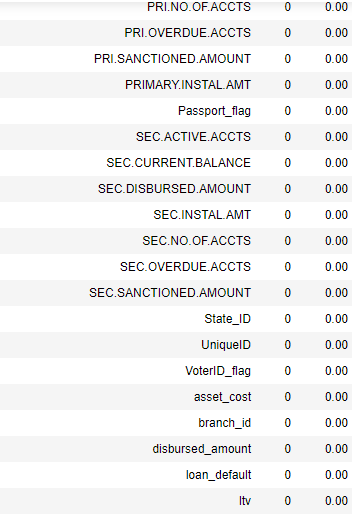 PRI.NO.OF.ACCTS 0 0.00
PRI.OVERDUE.ACCTS 0 0.00
PRI.SANCTIONED.AMOUNT 0 0.00
PRIMARY.INSTAL.AMT 0 0.00
Passport_flag 0 0.00
SEC.ACTIVE.ACCTS 0 0.00
SEC.CURRENT.BALANCE 0 0.00
SEC.DISBURSED.AMOUNT 0 0.00
SEC.INSTAL.AMT 0 0.00
SEC.NO.OF.ACCTS 0 0.00
SEC.OVERDUE.ACCTS 0 0.00
SEC.SANCTIONED.AMOUNT 0 0.00
State_ID 0 0.00
UniqueID 0 0.00
VoterID_flag 0 0.00
asset_cost 0 0.00
branch_id 0 0.00
disbursed_amount 0 0.00
loan_default 0 0.00
ltv 0 0.00